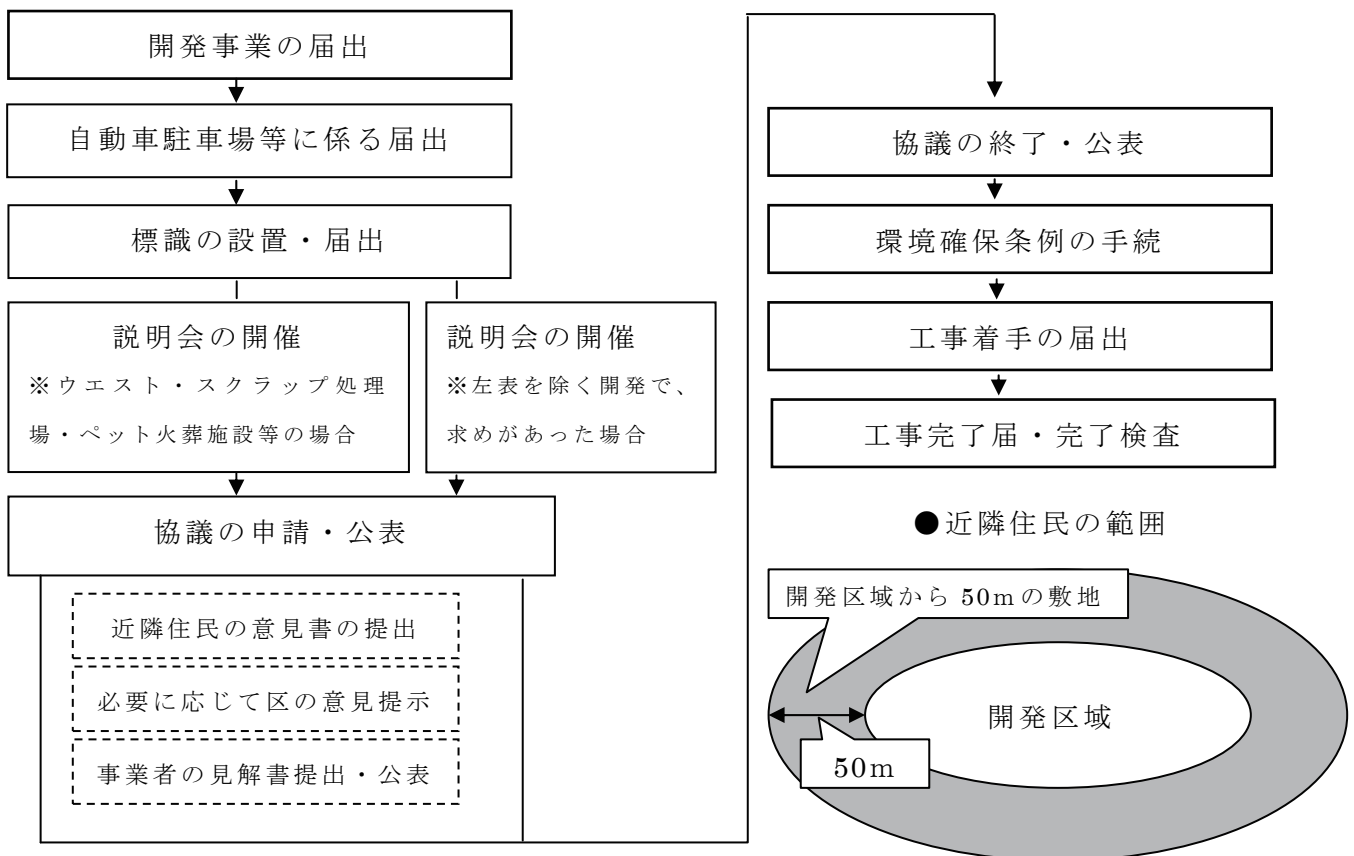 開発事業の届出
自動車駐車場等に係る届出
標識の設置・届出
説明会の開催
※ウエスト・スクラップ処理
場・ペット火葬施設等の場合
説明会の開催
※左表を除く開発で、
求めがあった場合
協議の申請・公表
近隣住民の意見書の提出
必要に応じて区の意見提示
事業者の見解書提出・公表
協議の終了・公表
環境確保条例の手続
工事着手の届出
工事完了届・完了検査
●近隣住民の範囲
開発区域から 50mの敷地
開発区域
50m